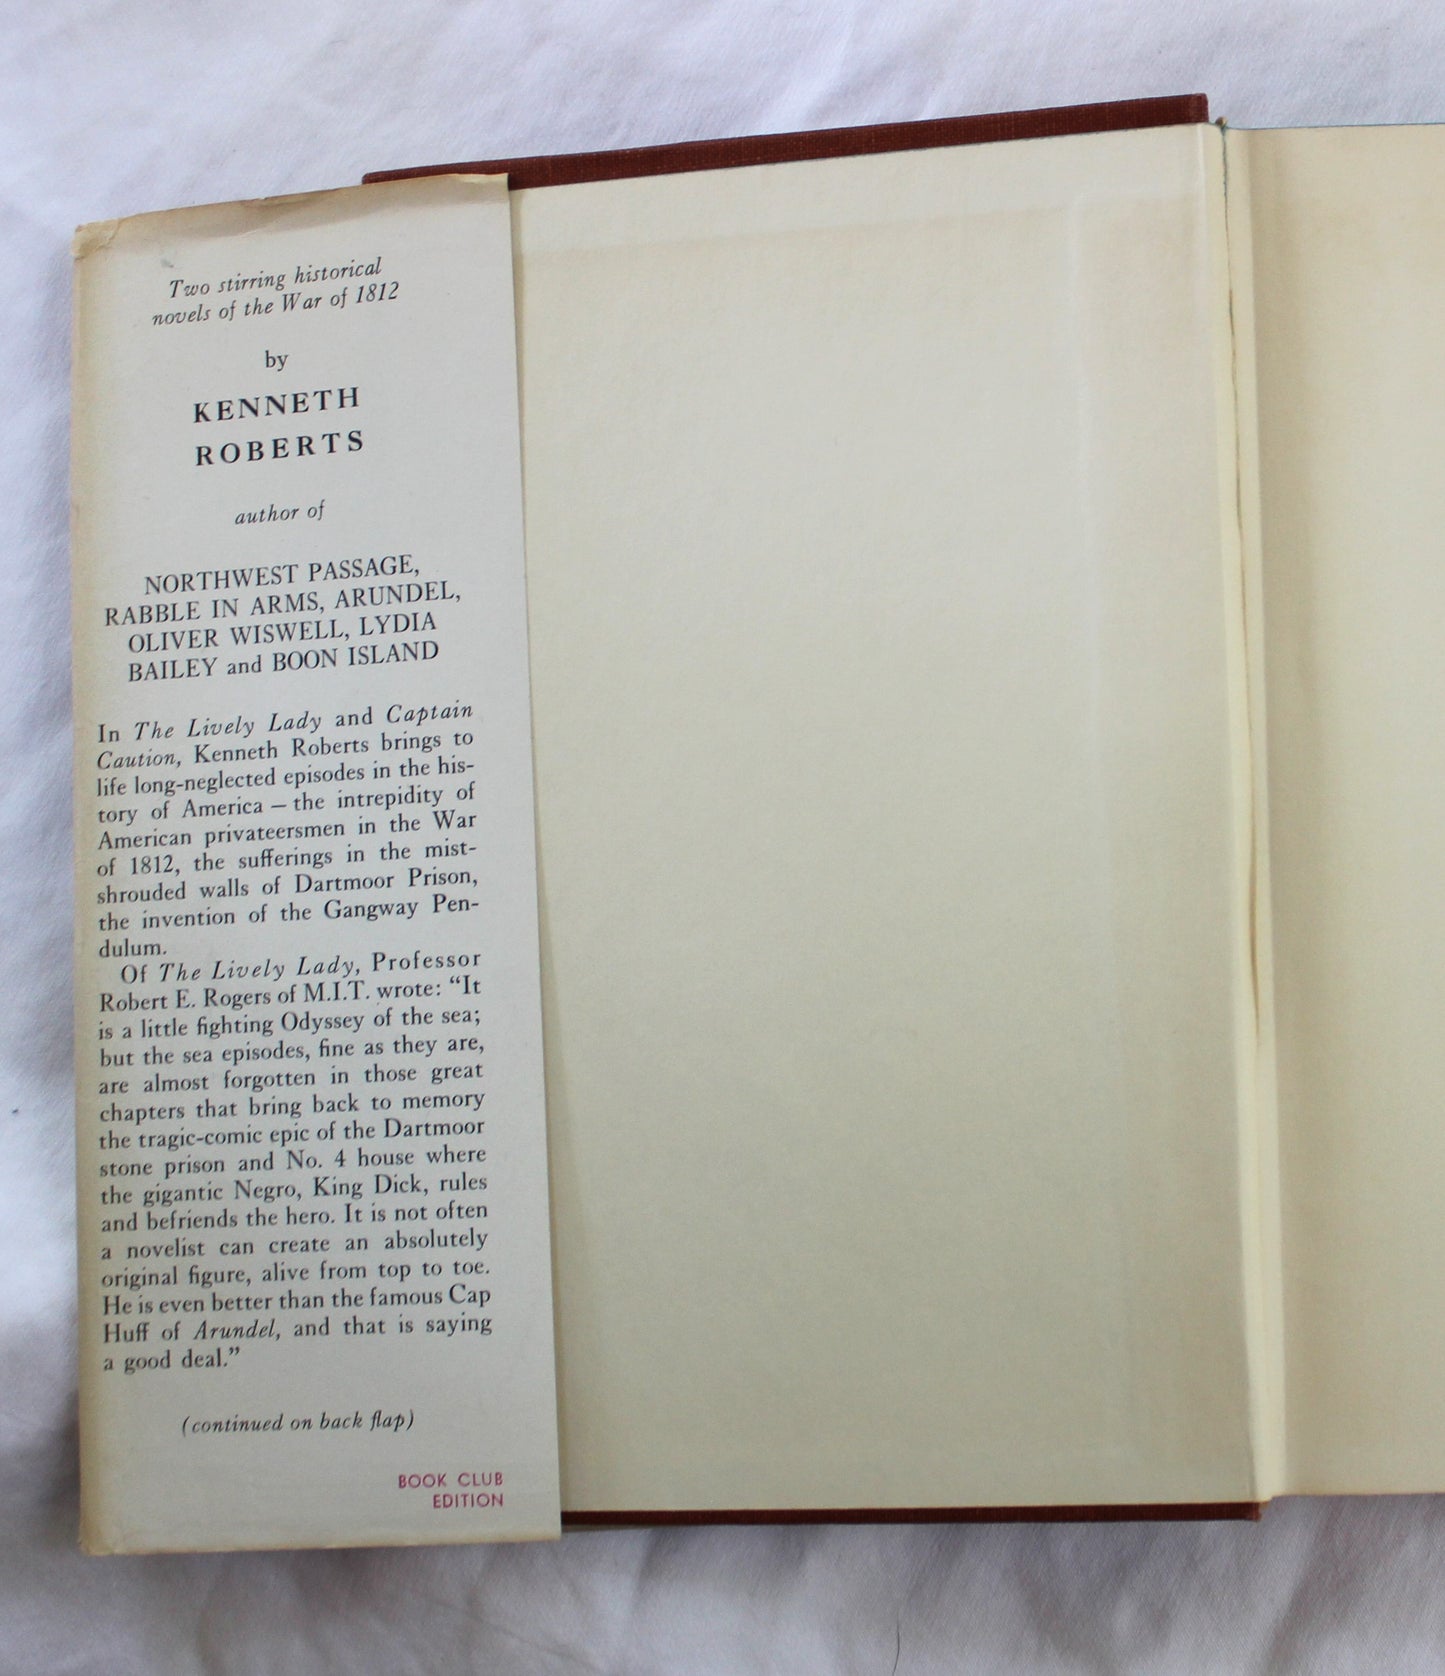 Two stirring historical
novels of the War of 1812
by
KENNETH
ROBERTS
author of
NORTHWEST PASSAGE,
RABBLE IN ARMS, ARUNDEL,
OLIVER WISWELL, LYDIA
BAILEY and BOON ISLAND
In The Lively Lady and Captain
Caution, Kenneth Roberts brings to
life long-neglected episodes in the his-
tory of America — the intrepidity of
American privateersmen in the War
of 1812, the sufferings in the mist-
shrouded walls of Dartmoor Prison,
the invention of the Gangway Pen-
dulum.
Of The Lively Lady, Professor
Robert E. Rogers of M.I.T. wrote: “It
is a little fighting Odyssey of the sea;
but the sea episodes, fine as they are,
are almost forgotten in those great
chapters that bring back to memory
the tragic-comic epic of the Dartmoor
stone prison and No. 4 house where
the gigantic Negro, King Dick, rules
and befriends the hero. It is not often
a novelist can create an absolutely
original figure, alive from top to toe.
He is even better than the famous Cap
Huff of Arundel, and that is saying
a good deal.”
(continued on back flap)
BOOK CLUB
EDITION